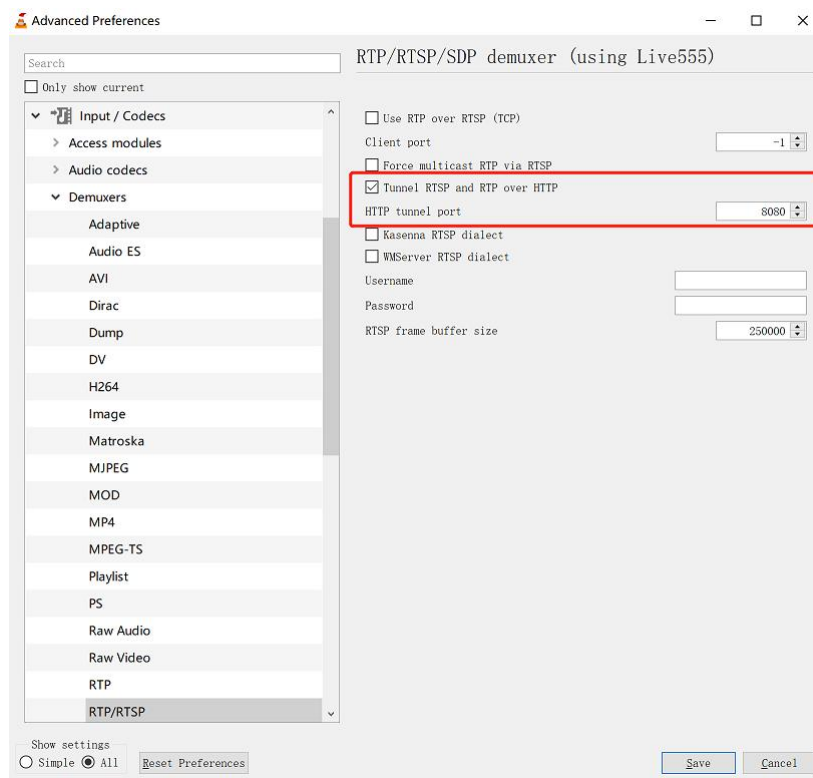 Advanced Preferences
Search
Only show current
Input / Codecs
Access modules
Audio codecs
Demuxers
Adaptive
Audio ES
AVI
Dirac
Dump
DV
H264
Image
Matroska
MJPEG
MOD
MP4
MPEG-TS
Playlist
PS
Raw Audio
Raw Video
RTP
RTP/RTSP
RTP/RTSP/SDP demuxer (using Live555)
Use RTP over RTSP (TCP)
Client port -1
Force multicast RTP via RTSP
Tunnel RTSP and RTP over HTTP
HTTP tunnel port 8080
Kasenna RTSP dialect
WMServer RTSP dialect
Username
Password
RTSP frame buffer size 250000
Show settings
Simple All Reset Preferences Save Cancel